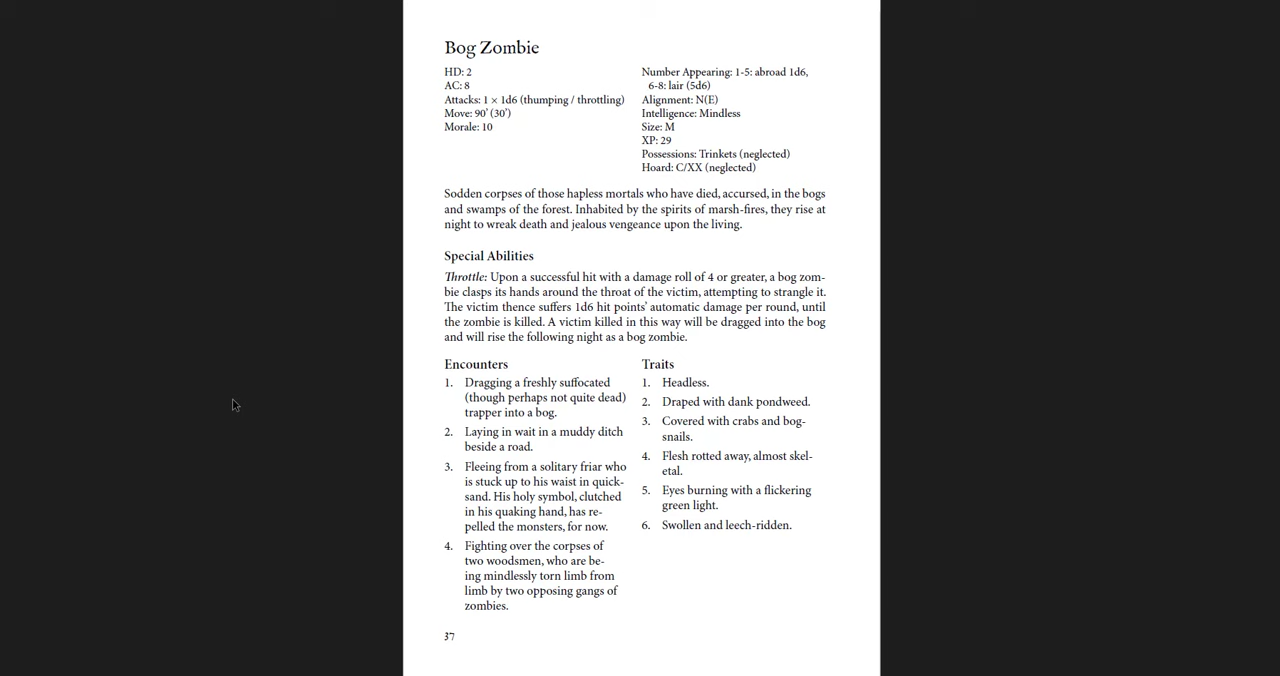 Bog Zombie
HD: 2
AC: 8
Attacks: 1 × 1d6 (thumping / throttling)
Move: 90’ (30’)
Morale: 10
Number Appearing: 1-5: abroad 1d6,
6-8: lair (5d6)
Alignment: N(E)
Intelligence: Mindless
Size: M
XP: 29
Possessions: Trinkets (neglected)
Hoard: C/XX (neglected)
Sodden corpses of those hapless mortals who have died, accursed, in the bogs
and swamps of the forest. Inhabited by the spirits of marsh-fires, they rise at
night to wreak death and jealous vengeance upon the living.
Special Abilities
Throttle: Upon a successful hit with a damage roll of 4 or greater, a bog zom-
bie clasps its hands around the throat of the victim, attempting to strangle it.
The victim thence suffers 1d6 hit points’ automatic damage per round, until
the zombie is killed. A victim killed in this way will be dragged into the bog
and will rise the following night as a bog zombie.
Encounters
1. Dragging a freshly suffocated
(though perhaps not quite dead)
trapper into a bog.
2. Laying in wait in a muddy ditch
beside a road.
3. Fleeing from a solitary friar who
is stuck up to his waist in quick-
sand. His holy symbol, clutched
in his quaking hand, has re-
pelled the monsters, for now.
4. Fighting over the corpses of
two woodsmen, who are be-
ing mindlessly torn limb from
limb by two opposing gangs of
zombies.
Traits
1. Headless.
2. Draped with dank pondweed.
3. Covered with crabs and bog-
snails.
4. Flesh rotted away, almost skel-
etal.
5. Eyes burning with a flickering
green light.
6. Swollen and leech-ridden.
37